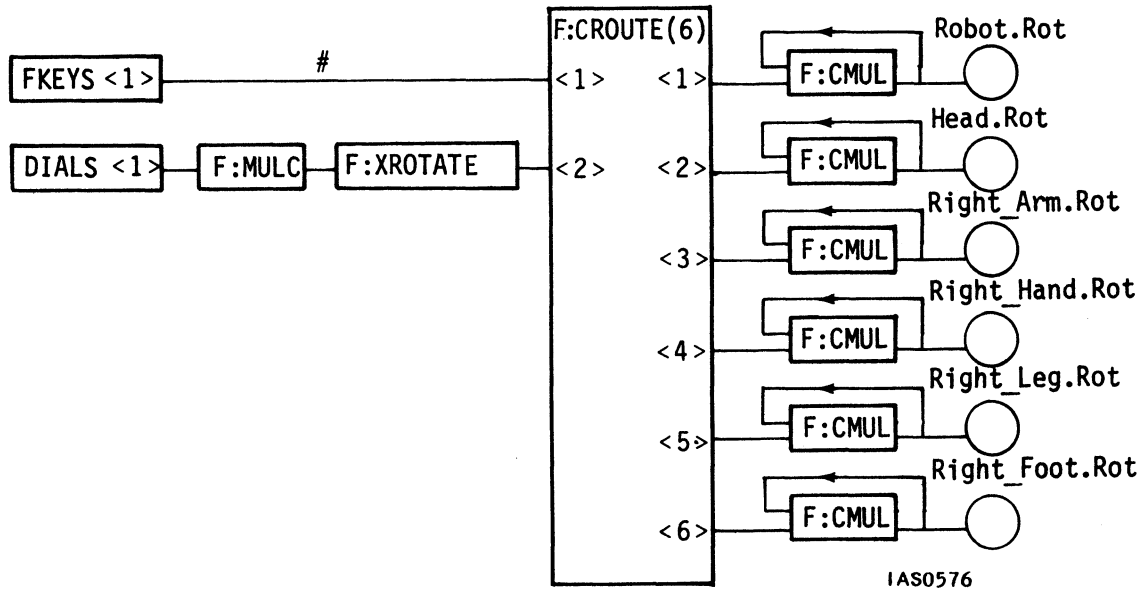 F:CROUTE(6)
FKEYS <1>
#
<1>
<1>
F:CMUL
Robot.Rot
DIALS <1>
F:MULC
F:XROTATE
<2>
<2>
F:CMUL
Head.Rot
<3>
F:CMUL
Right_Arm.Rot
<4>
F:CMUL
Right_Hand.Rot
<5>
F:CMUL
Right_Leg.Rot
<6>
F:CMUL
Right_Foot.Rot
IAS0576